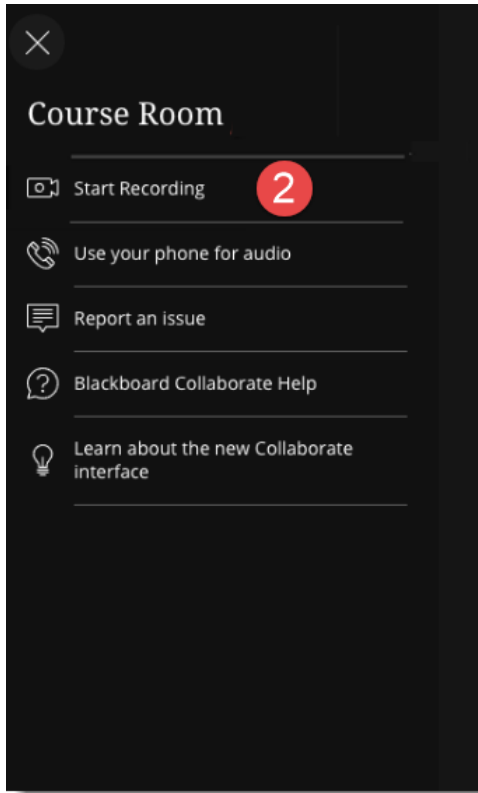 Course Room
Start Recording
2
Use your phone for audio
Report an issue
Blackboard Collaborate Help
Learn about the new Collaborate
interface